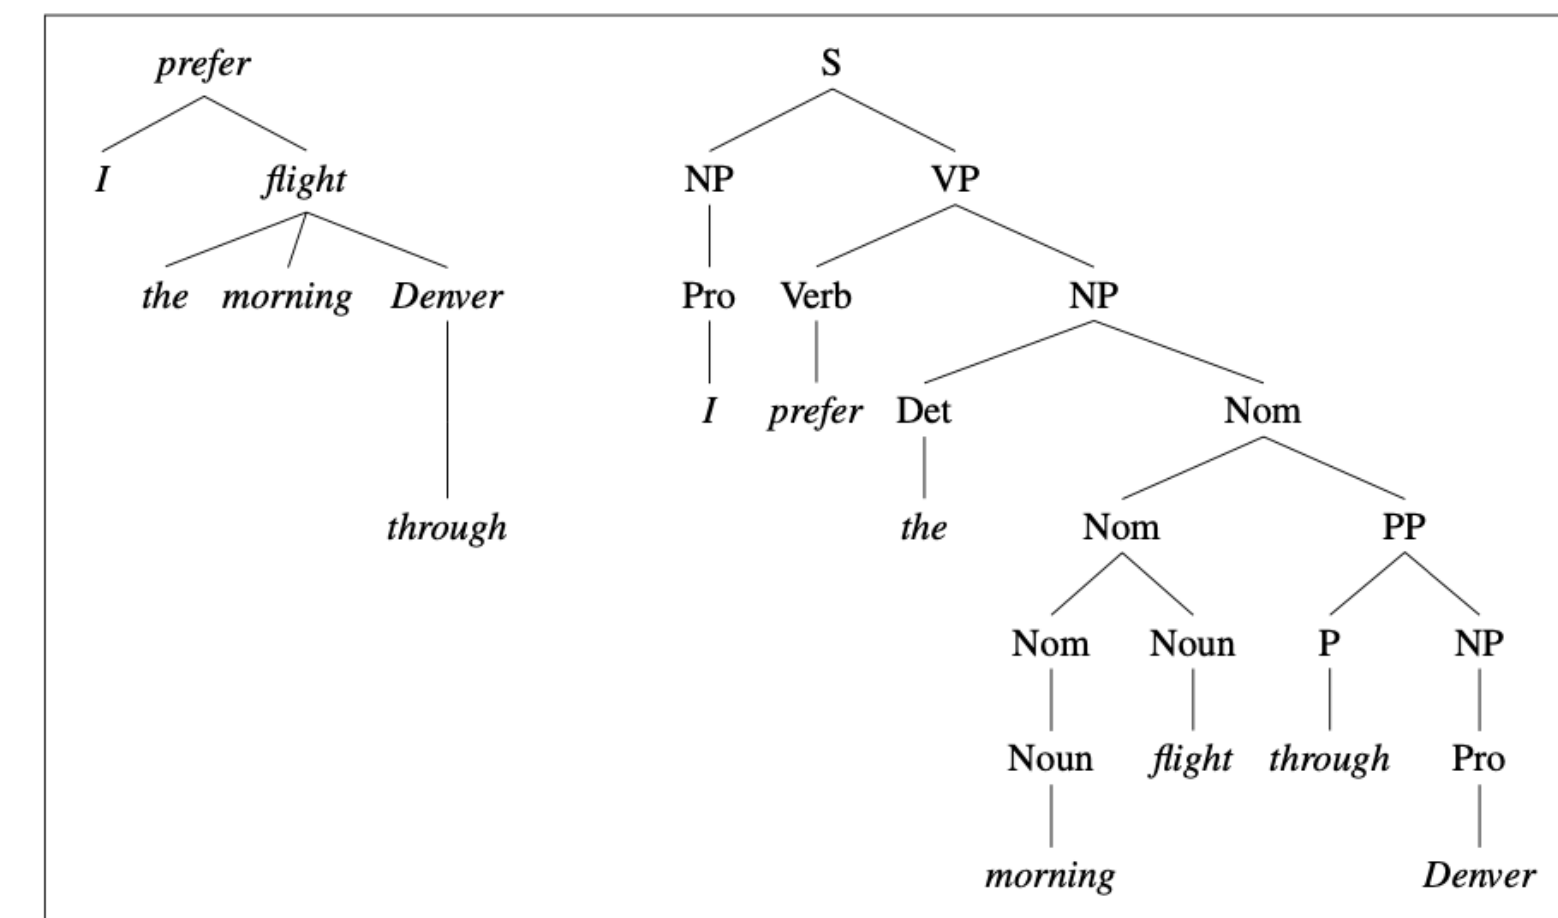 prefer S
I flight NP VP
the morning Denver Pro Verb NP
I prefer Det Nom
through the Nom PP
Nom Noun P NP
Noun flight through Pro
morning Denver